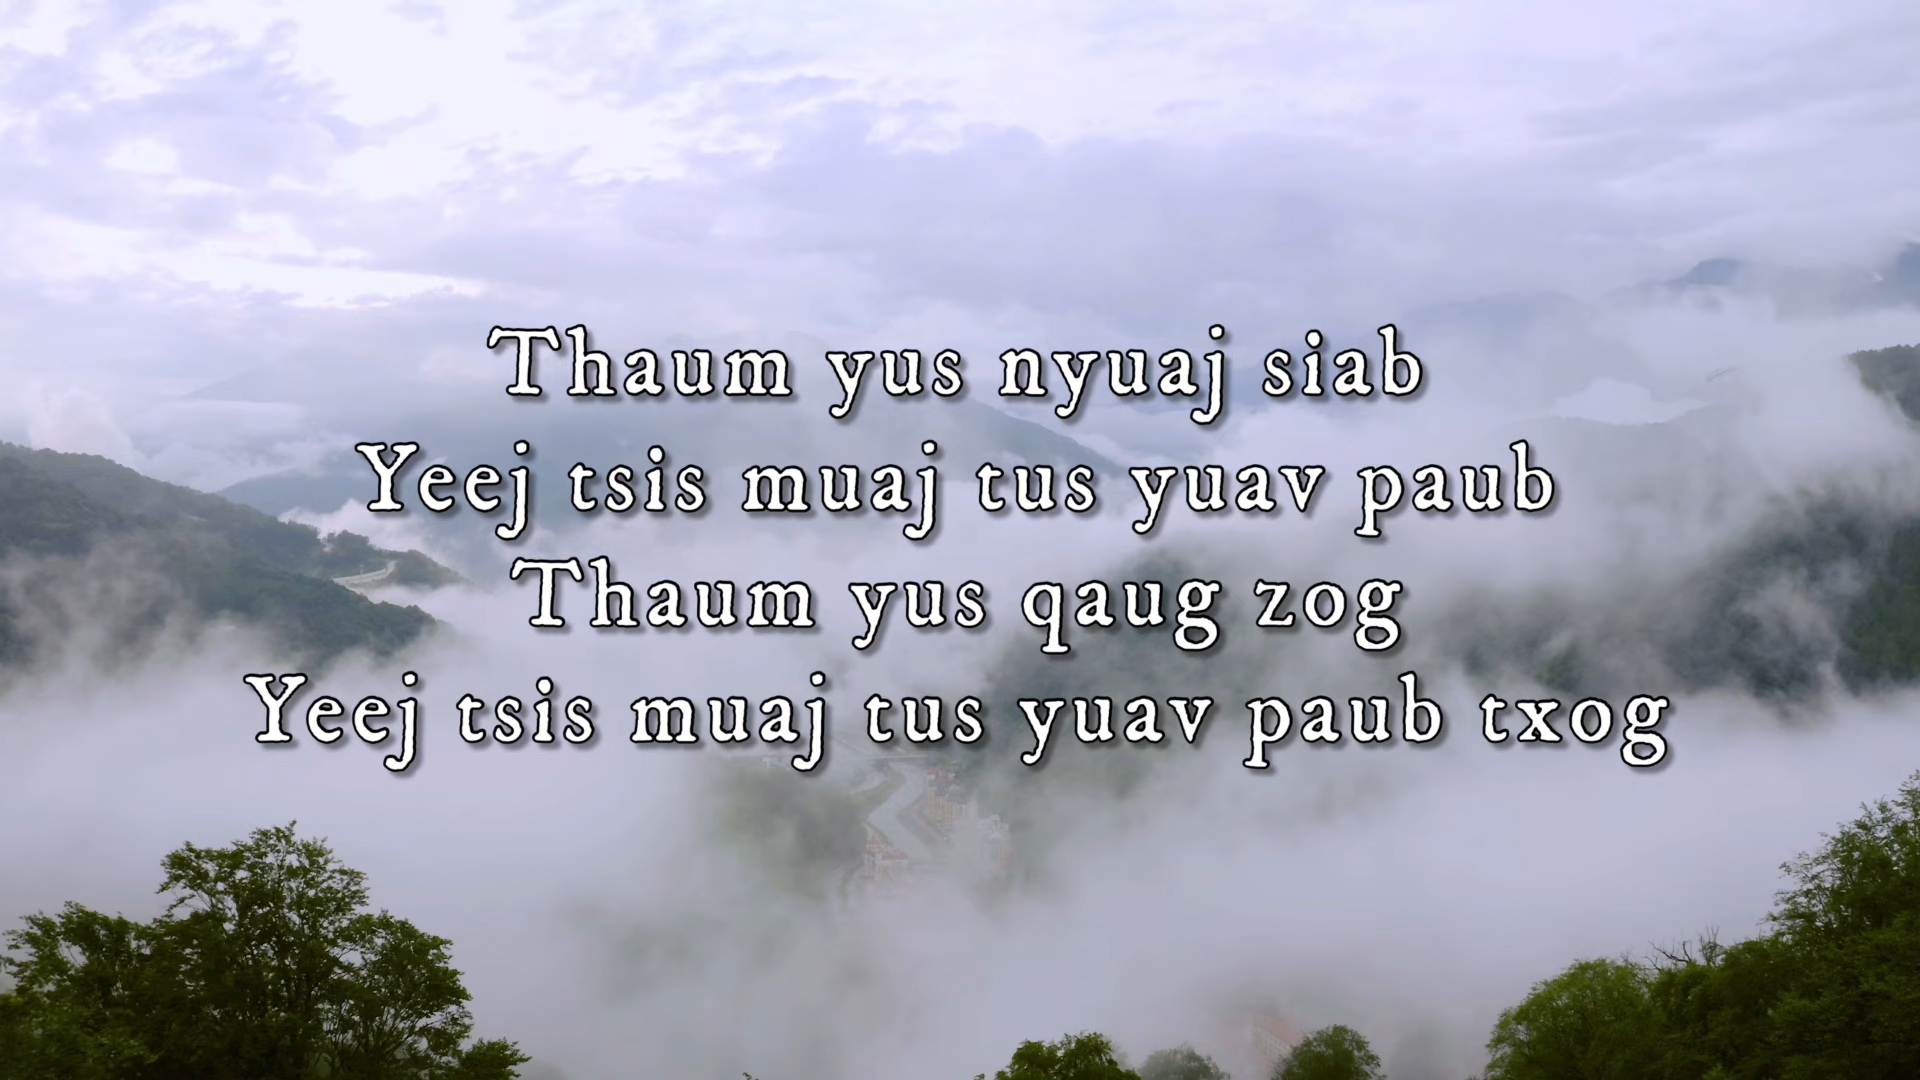 Thaum yus nyuaj siab
Yeej tsis muaj tus yuav paub
Thaum yus qaug zog
Yeej tsis muaj tus yuav paub txog